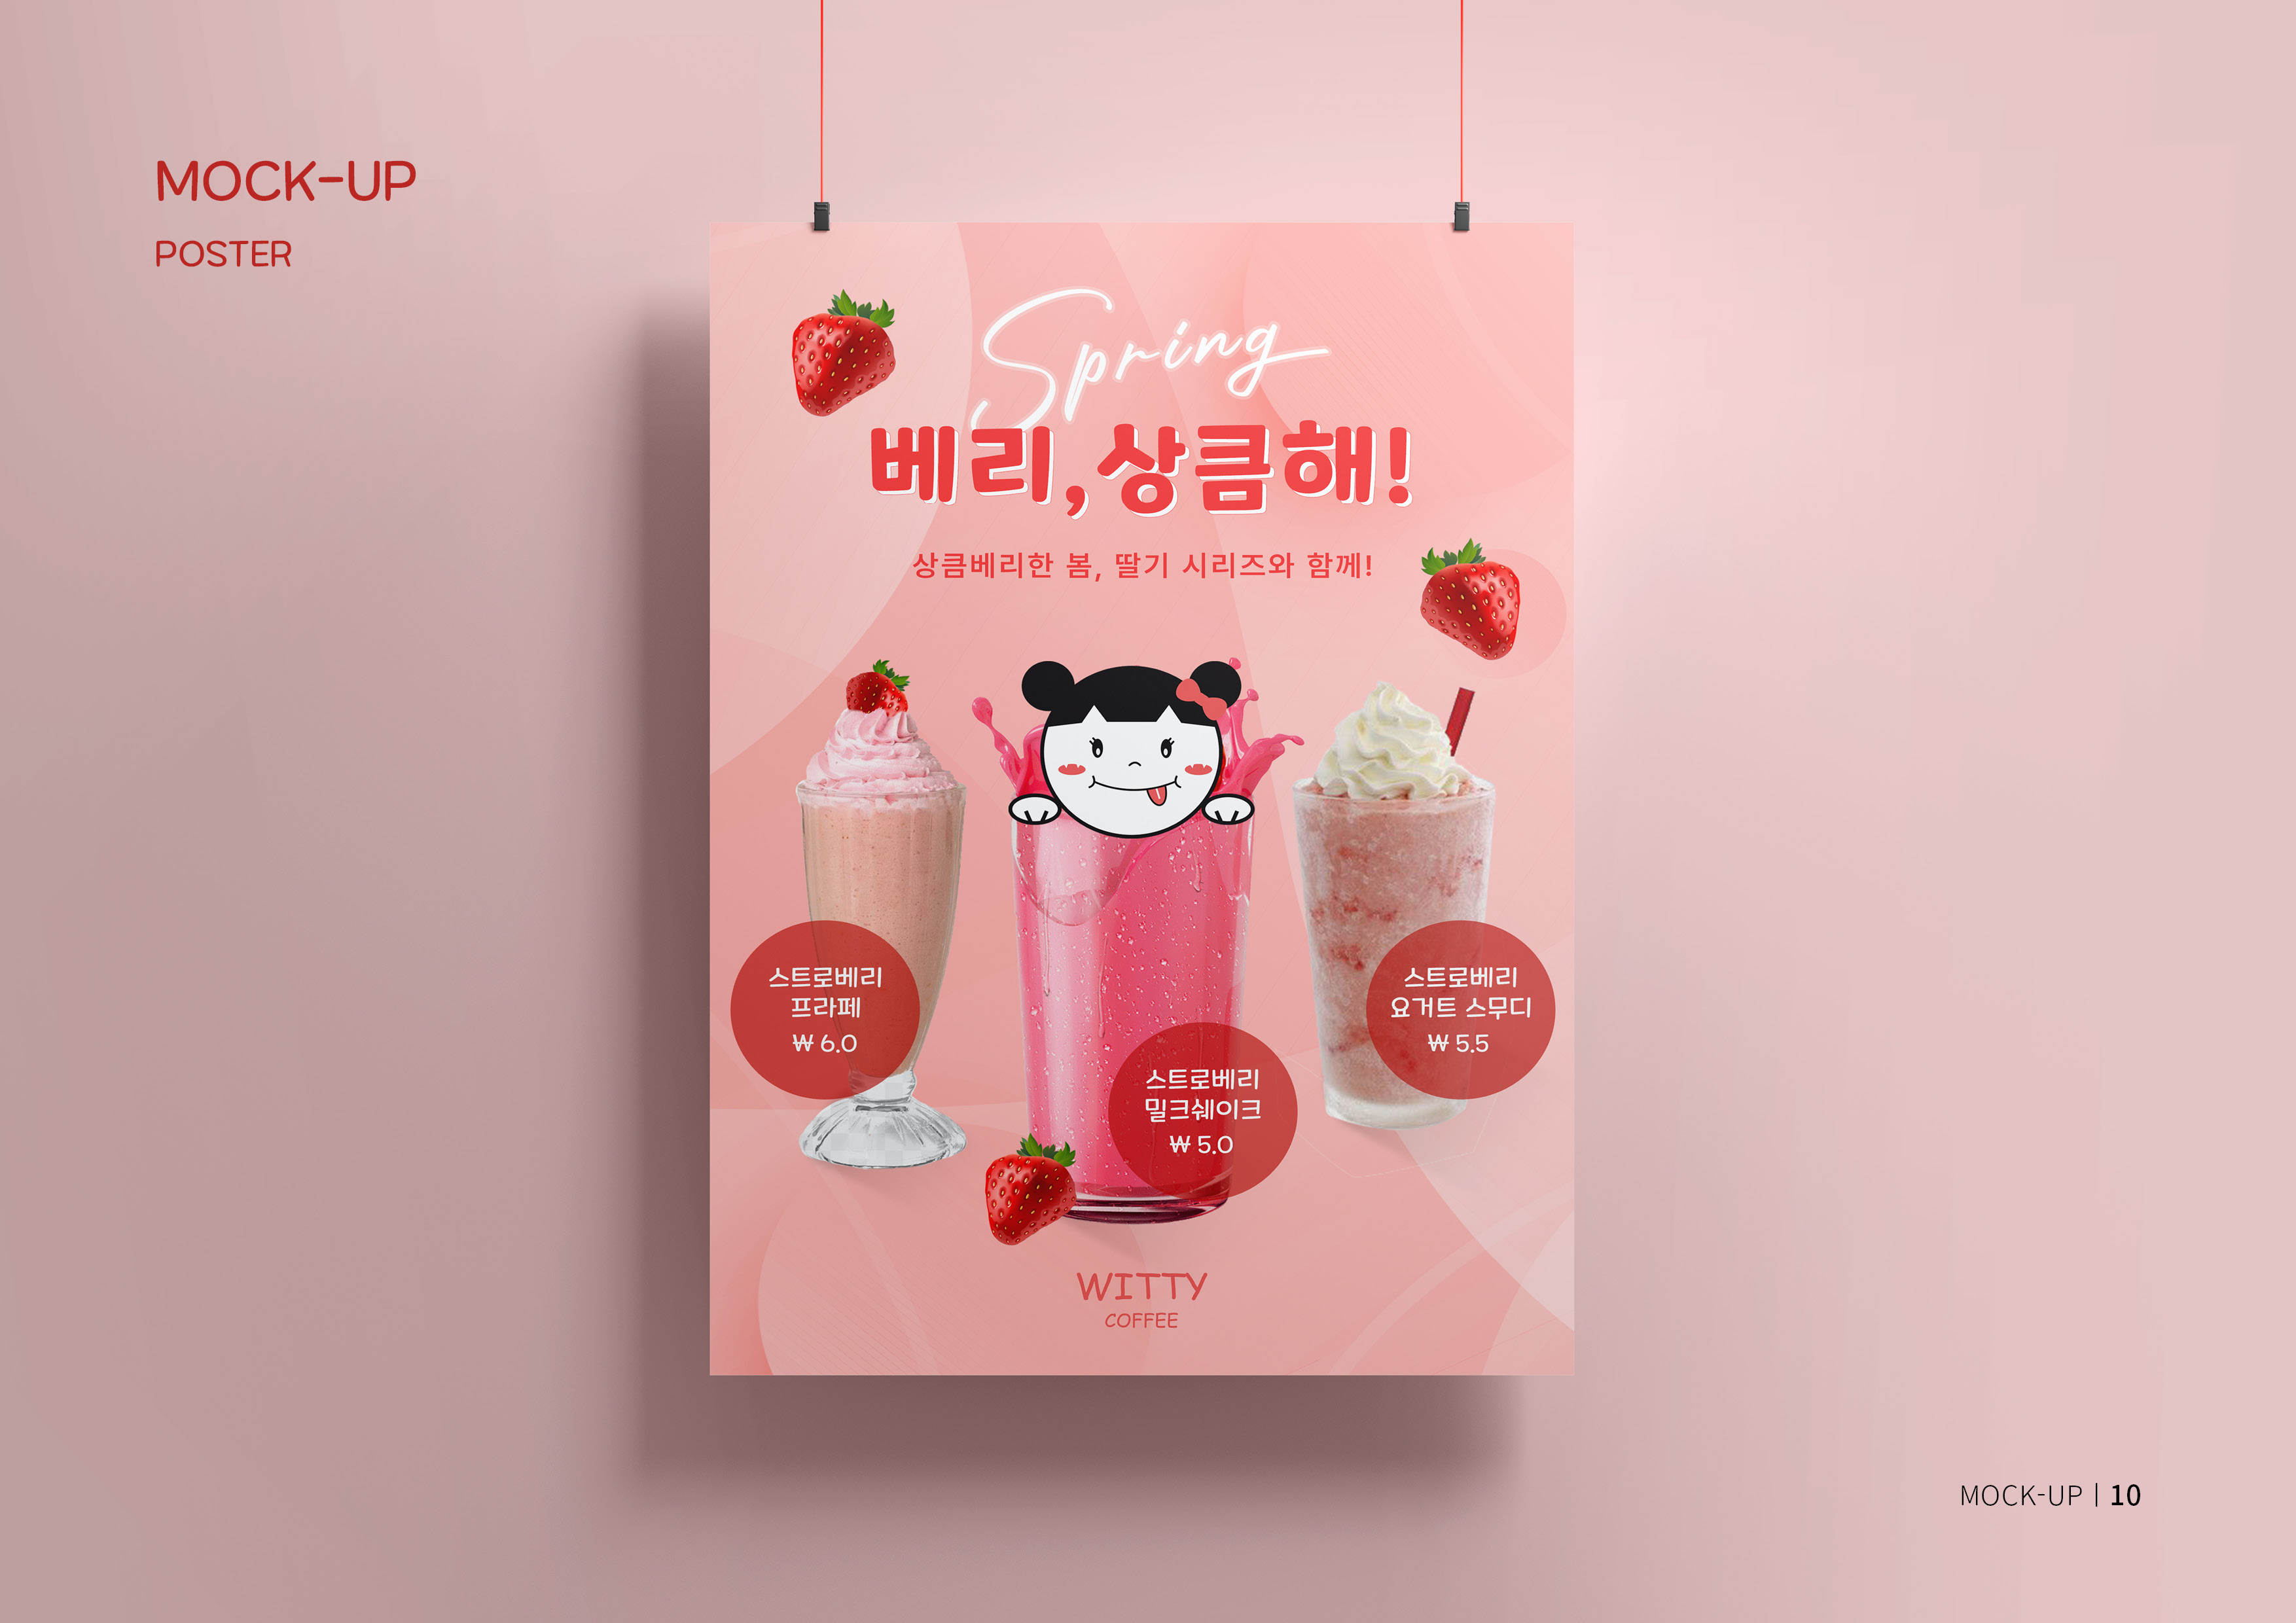 MOCK-UP
POSTER
Spring
베리,상큼해!
상큼베리한 봄, 딸기 시리즈와 함께!
스트로베리
프라페
₩ 6.0
스트로베리
밀크쉐이크
₩ 5.0
스트로베리
요거트 스무디
₩ 5.5
WITTY
COFFEE
MOCK-UP | 10